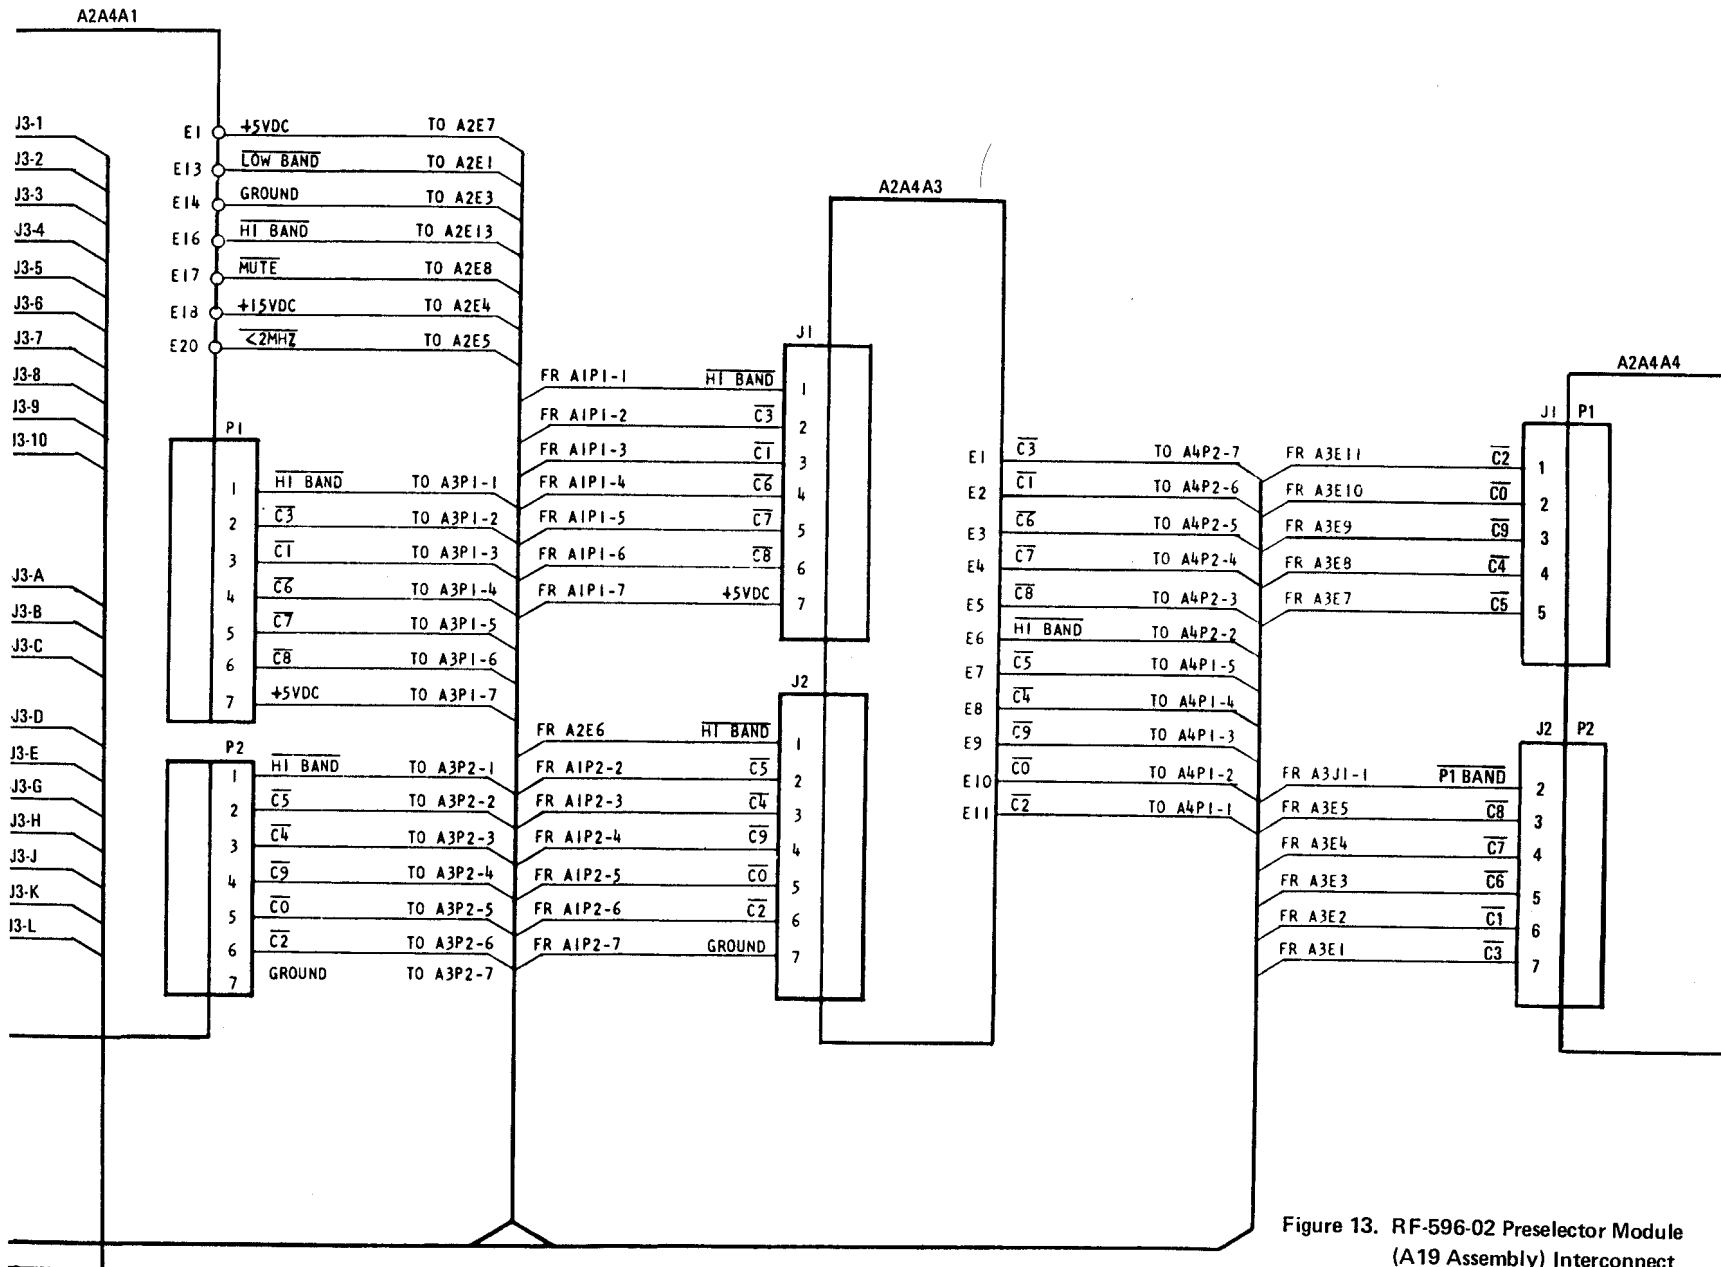 A2A4A1
J3-1
J3-2
J3-3
J3-4
J3-5
J3-6
J3-7
J3-8
J3-9
J3-10
J3-A
J3-B
J3-C
J3-D
J3-E
J3-G
J3-H
J3-J
J3-K
J3-L
E1 +5VDC TO A2E7
E13 LOW BAND TO A2E1
E14 GROUND TO A2E3
E16 HI BAND TO A2E13
E17 MUTE TO A2E8
E18 +15VDC TO A2E4
E20 <2MHZ TO A2E5
P1
1 HI BAND TO A3P1-1
2 C3 TO A3P1-2
3 C1 TO A3P1-3
4 C6 TO A3P1-4
5 C7 TO A3P1-5
6 C8 TO A3P1-6
7 +5VDC TO A3P1-7
P2
1 HI BAND TO A3P2-1
2 C5 TO A3P2-2
3 C4 TO A3P2-3
4 C9 TO A3P2-4
5 C0 TO A3P2-5
6 C2 TO A3P2-6
7 GROUND TO A3P2-7
A2A4A3
J1
FR A1P1-1 HI BAND 1
FR A1P1-2 C3 2
FR A1P1-3 C1 3
FR A1P1-4 C6 4
FR A1P1-5 C7 5
FR A1P1-6 C8 6
FR A1P1-7 +5VDC 7
J2
FR A2E6 HI BAND 1
FR A1P2-2 C5 2
FR A1P2-3 C4 3
FR A1P2-4 C9 4
FR A1P2-5 C0 5
FR A1P2-6 C2 6
FR A1P2-7 GROUND 7
E1 C3 TO A4P2-7
E2 C1 TO A4P2-6
E3 C6 TO A4P2-5
E4 C7 TO A4P2-4
E5 C8 TO A4P2-3
E6 HI BAND TO A4P2-2
E7 C5 TO A4P1-5
E8 C4 TO A4P1-4
E9 C9 TO A4P1-3
E10 C0 TO A4P1-2
E11 C2 TO A4P1-1
A2A4A4
J1 P1
FR A3E11 C2 1
FR A3E10 C0 2
FR A3E9 C9 3
FR A3E8 C4 4
FR A3E7 C5 5
J2 P2
FR A3J1-1 P1 BAND 2
FR A3E5 C8 3
FR A3E4 C7 4
FR A3E3 C6 5
FR A3E2 C1 6
FR A3E1 C3 7
Figure 13. RF-596-02 Preselector Module
(A19 Assembly) Interconnect